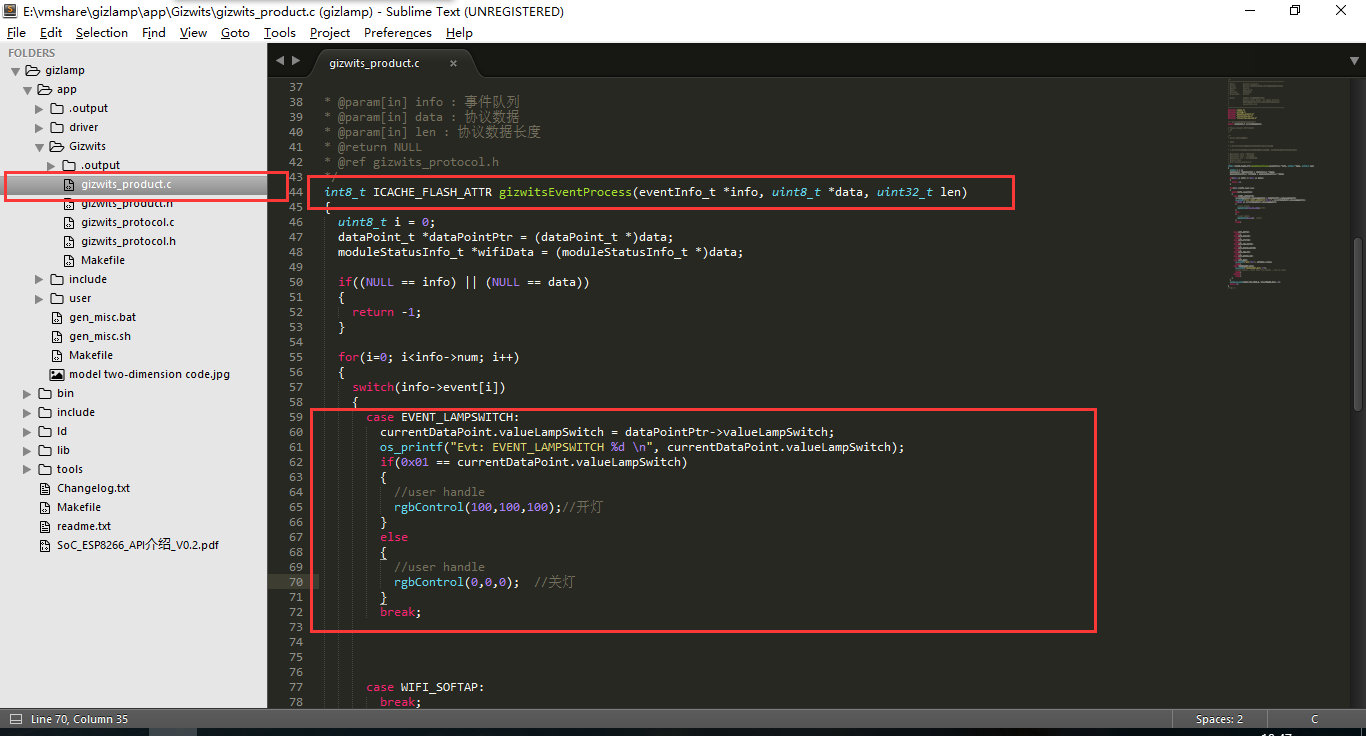 E:\vmshare\gizlamp\app\Gizwits\gizwits_product.c (gizlamp) - Sublime Text (UNREGISTERED)
File Edit Selection Find View Goto Tools Project Preferences Help
FOLDERS
gizlamp
app
.output
driver
Gizwits
.output
gizwits_product.c
gizwits_product.h
gizwits_protocol.c
gizwits_protocol.h
Makefile
include
user
gen_misc.bat
gen_misc.sh
Makefile
model two-dimension code.jpg
bin
include
ld
lib
tools
Changelog.txt
Makefile
readme.txt
SoC_ESP8266_API介绍_V0.2.pdf
gizwits_product.c ×
37
38 * @param[in] info : 事件队列
39 * @param[in] data : 协议数据
40 * @param[in] len : 协议数据长度
41 * @return NULL
42 * @ref gizwits_protocol.h
43 */
44 int8_t ICACHE_FLASH_ATTR gizwitsEventProcess(eventInfo_t *info, uint8_t *data, uint32_t len)
45 {
46 uint8_t i = 0;
47 dataPoint_t *dataPointPtr = (dataPoint_t *)data;
48 moduleStatusInfo_t *wifiData = (moduleStatusInfo_t *)data;
49
50 if((NULL == info) || (NULL == data))
51 {
52 return -1;
53 }
54
55 for(i=0; i<info->num; i++)
56 {
57 switch(info->event[i])
58 {
59 case EVENT_LAMPSWITCH:
60 currentDataPoint.valueLampSwitch = dataPointPtr->valueLampSwitch;
61 os_printf("Evt: EVENT_LAMPSWITCH %d \n", currentDataPoint.valueLampSwitch);
62 if(0x01 == currentDataPoint.valueLampSwitch)
63 {
64 //user handle
65 rgbControl(100,100,100);//开灯
66 }
67 else
68 {
69 //user handle
70 rgbControl(0,0,0); //关灯
71 }
72 break;
73
74
75
76
77 case WIFI_SOFTAP:
78 break;
Line 70, Column 35
Spaces: 2
C